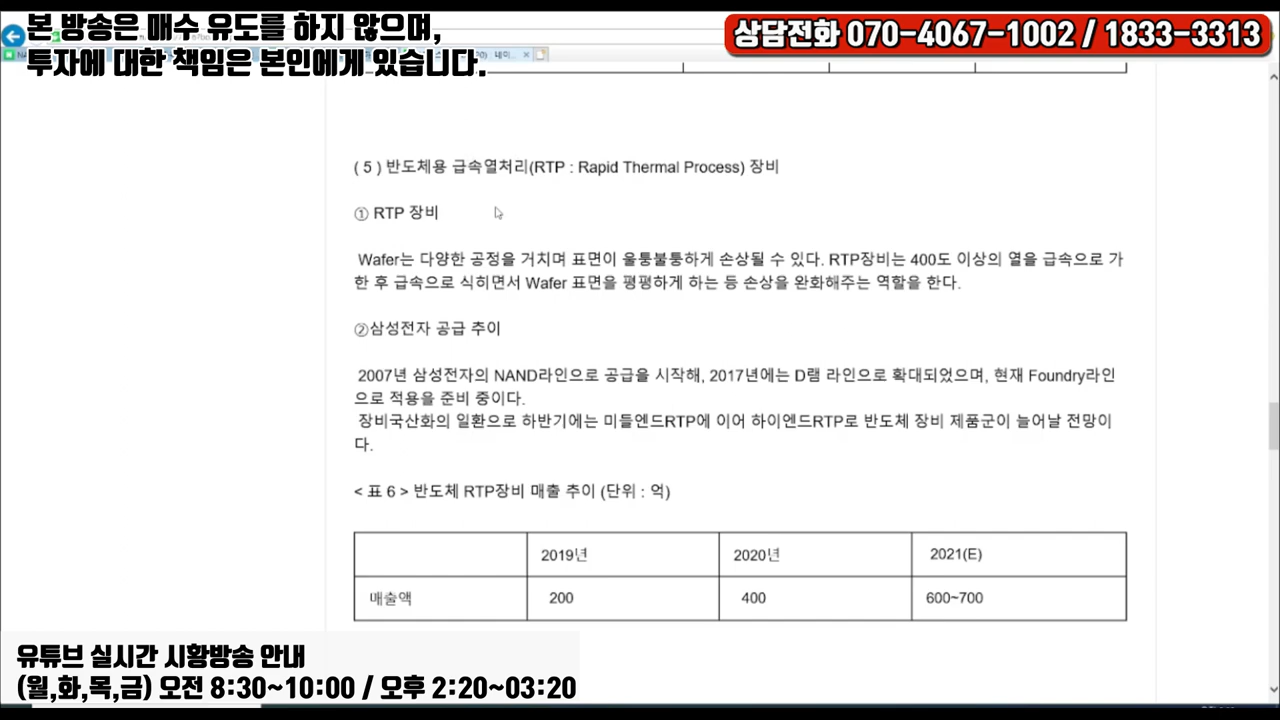 본 방송은 매수 유도를 하지 않으며,
투자에 대한 책임은 본인에게 있습니다.
상담전화 070-4067-1002 / 1833-3313
( 5 ) 반도체용 급속열처리(RTP : Rapid Thermal Process) 장비
① RTP 장비
Wafer는 다양한 공정을 거치며 표면이 울퉁불퉁하게 손상될 수 있다. RTP장비는 400도 이상의 열을 급속으로 가
한 후 급속으로 식히면서 Wafer 표면을 평평하게 하는 등 손상을 완화해주는 역할을 한다.
②삼성전자 공급 추이
2007년 삼성전자의 NAND라인으로 공급을 시작해, 2017년에는 D램 라인으로 확대되었으며, 현재 Foundry라인
으로 적용을 준비 중이다.
장비국산화의 일환으로 하반기에는 미들엔드RTP에 이어 하이엔드RTP로 반도체 장비 제품군이 늘어날 전망이
다.
< 표 6 > 반도체 RTP장비 매출 추이 (단위 : 억)
2019년 2020년 2021(E)
매출액 200 400 600~700
유튜브 실시간 시황방송 안내
(월,화,목,금) 오전 8:30~10:00 / 오후 2:20~03:20